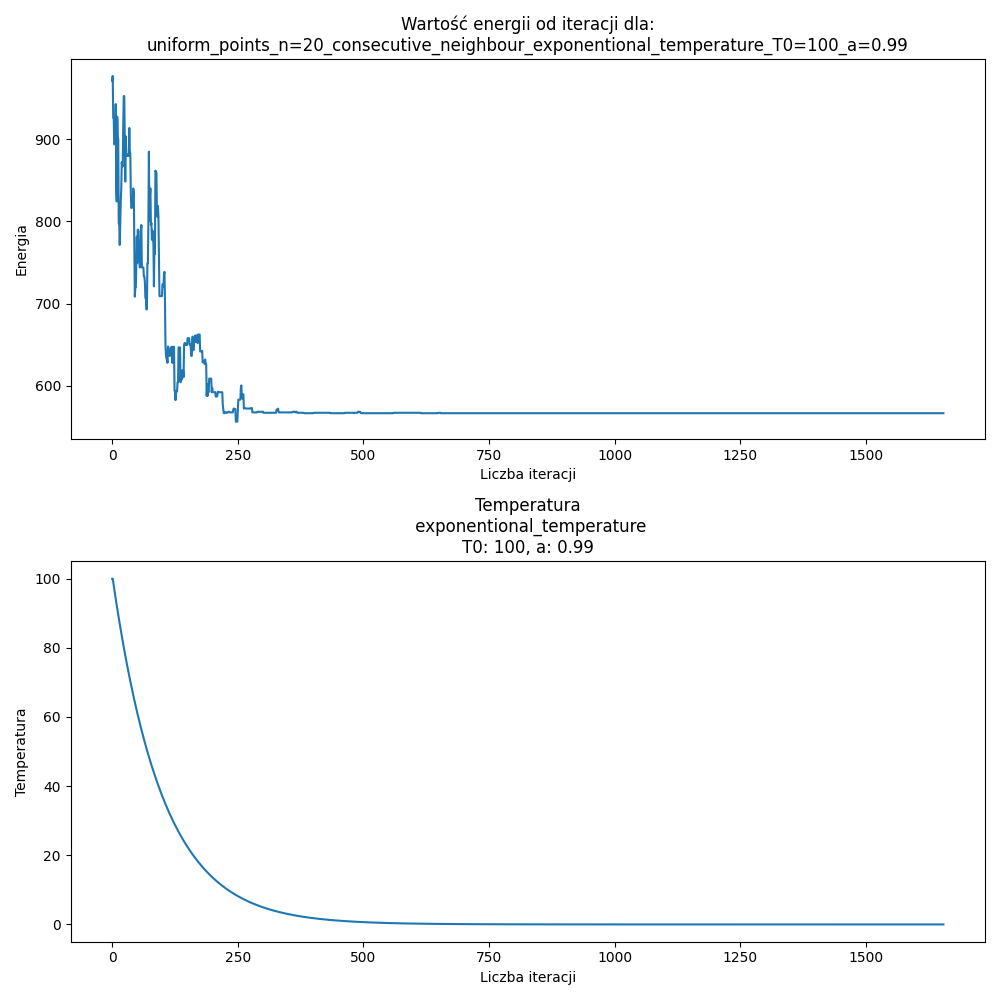 Wartość energii od iteracji dla:
uniform_points_n=20_consecutive_neighbour_exponentional_temperature_T0=100_a=0.99
900
800
700
600
Energia
0 250 500 750 1000 1250 1500
Liczba iteracji
Temperatura
exponentional_temperature
T0: 100, a: 0.99
100
80
60
40
20
0
Temperatura
0 250 500 750 1000 1250 1500
Liczba iteracji